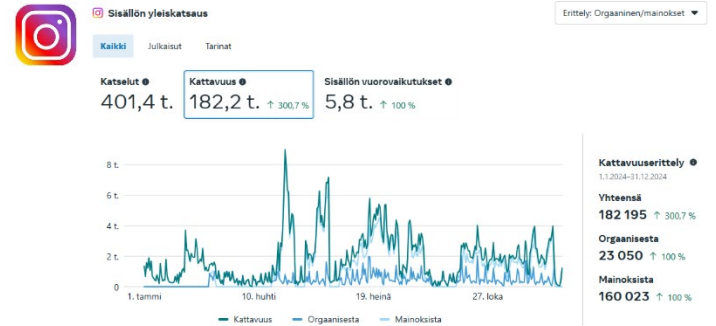 Sisällön yleiskatsaus
Erittely: Orgaaninen/mainokset
Kaikki Julkaisut Tarinat
Katselut Kattavuus Sisällön vuorovaikutukset
401,4 t. 182,2 t. ↑ 300,7 % 5,8 t. ↑ 100 %
8 t.
6 t.
4 t.
2 t.
0
1. tammi 10. huhti 19. heinä 27. loka
Kattavuus Orgaanisesta Mainoksista
Kattavuuserittely
1.1.2024–31.12.2024
Yhteensä
182 195 ↑ 300,7 %
Orgaanisesta
23 050 ↑ 100 %
Mainoksista
160 023 ↑ 100 %